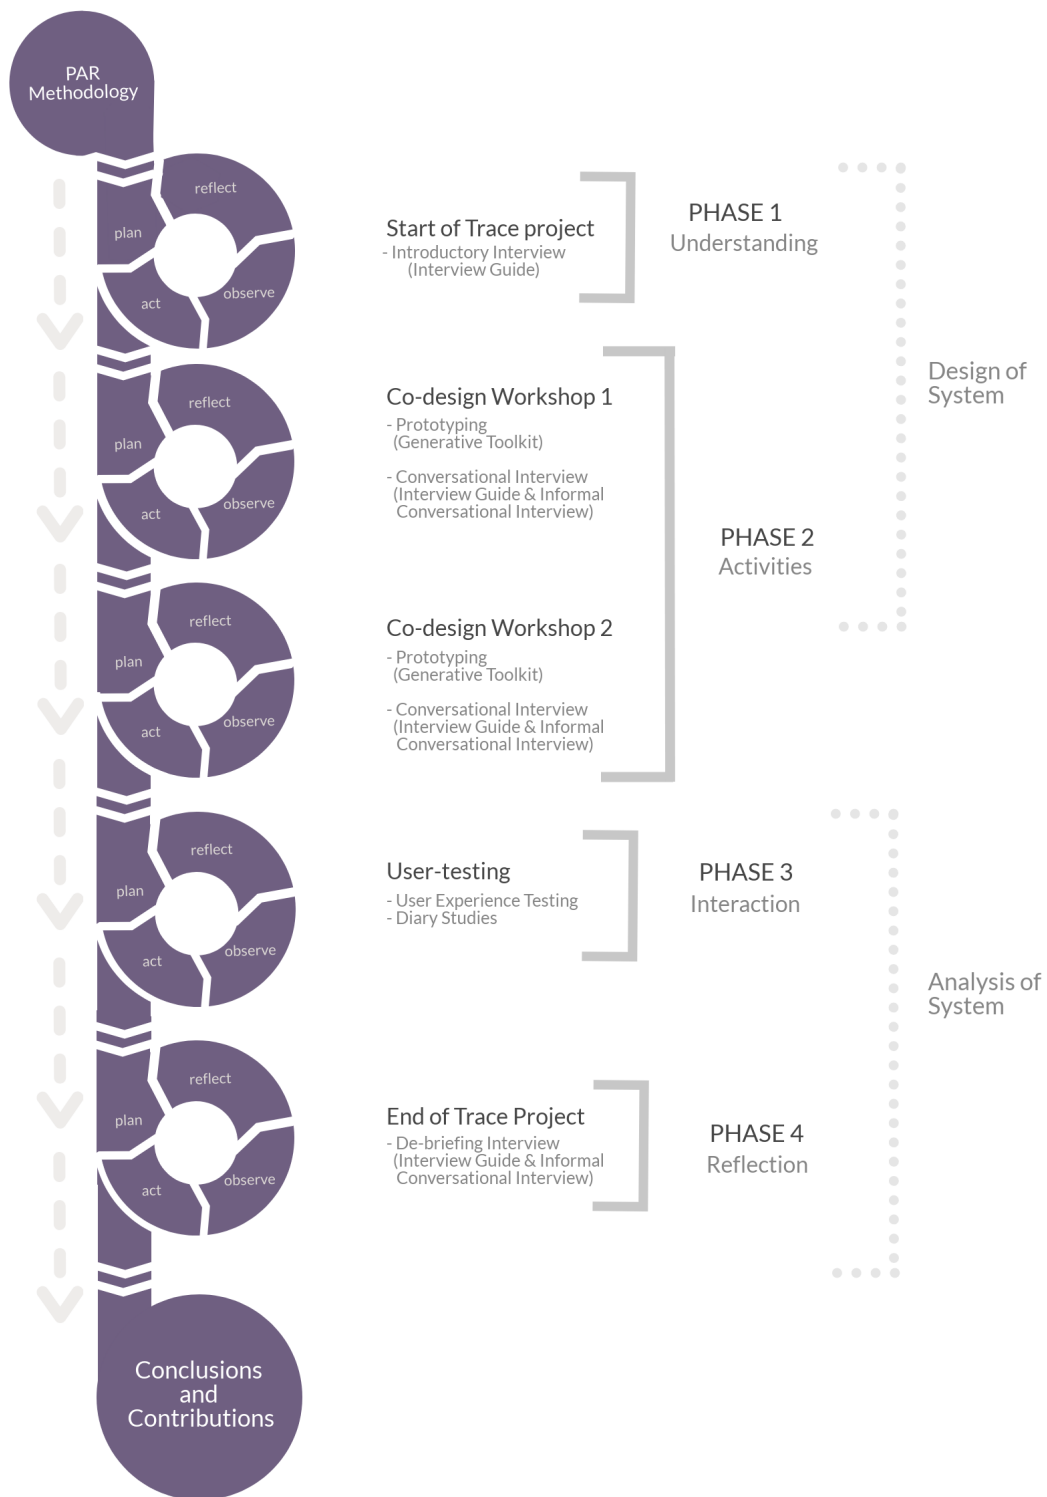 PAR
Methodology
reflect
plan
observe
act
Start of Trace project
- Introductory Interview
(Interview Guide)
PHASE 1
Understanding
Design of
System
reflect
plan
observe
act
Co-design Workshop 1
- Prototyping
(Generative Toolkit)
- Conversational Interview
(Interview Guide & Informal
Conversational Interview)
PHASE 2
Activities
reflect
plan
observe
act
Co-design Workshop 2
- Prototyping
(Generative Toolkit)
- Conversational Interview
(Interview Guide & Informal
Conversational Interview)
reflect
plan
observe
act
User-testing
- User Experience Testing
- Diary Studies
PHASE 3
Interaction
Analysis of
System
reflect
plan
observe
act
End of Trace Project
- De-briefing Interview
(Interview Guide & Informal
Conversational Interview)
PHASE 4
Reflection
Conclusions
and
Contributions